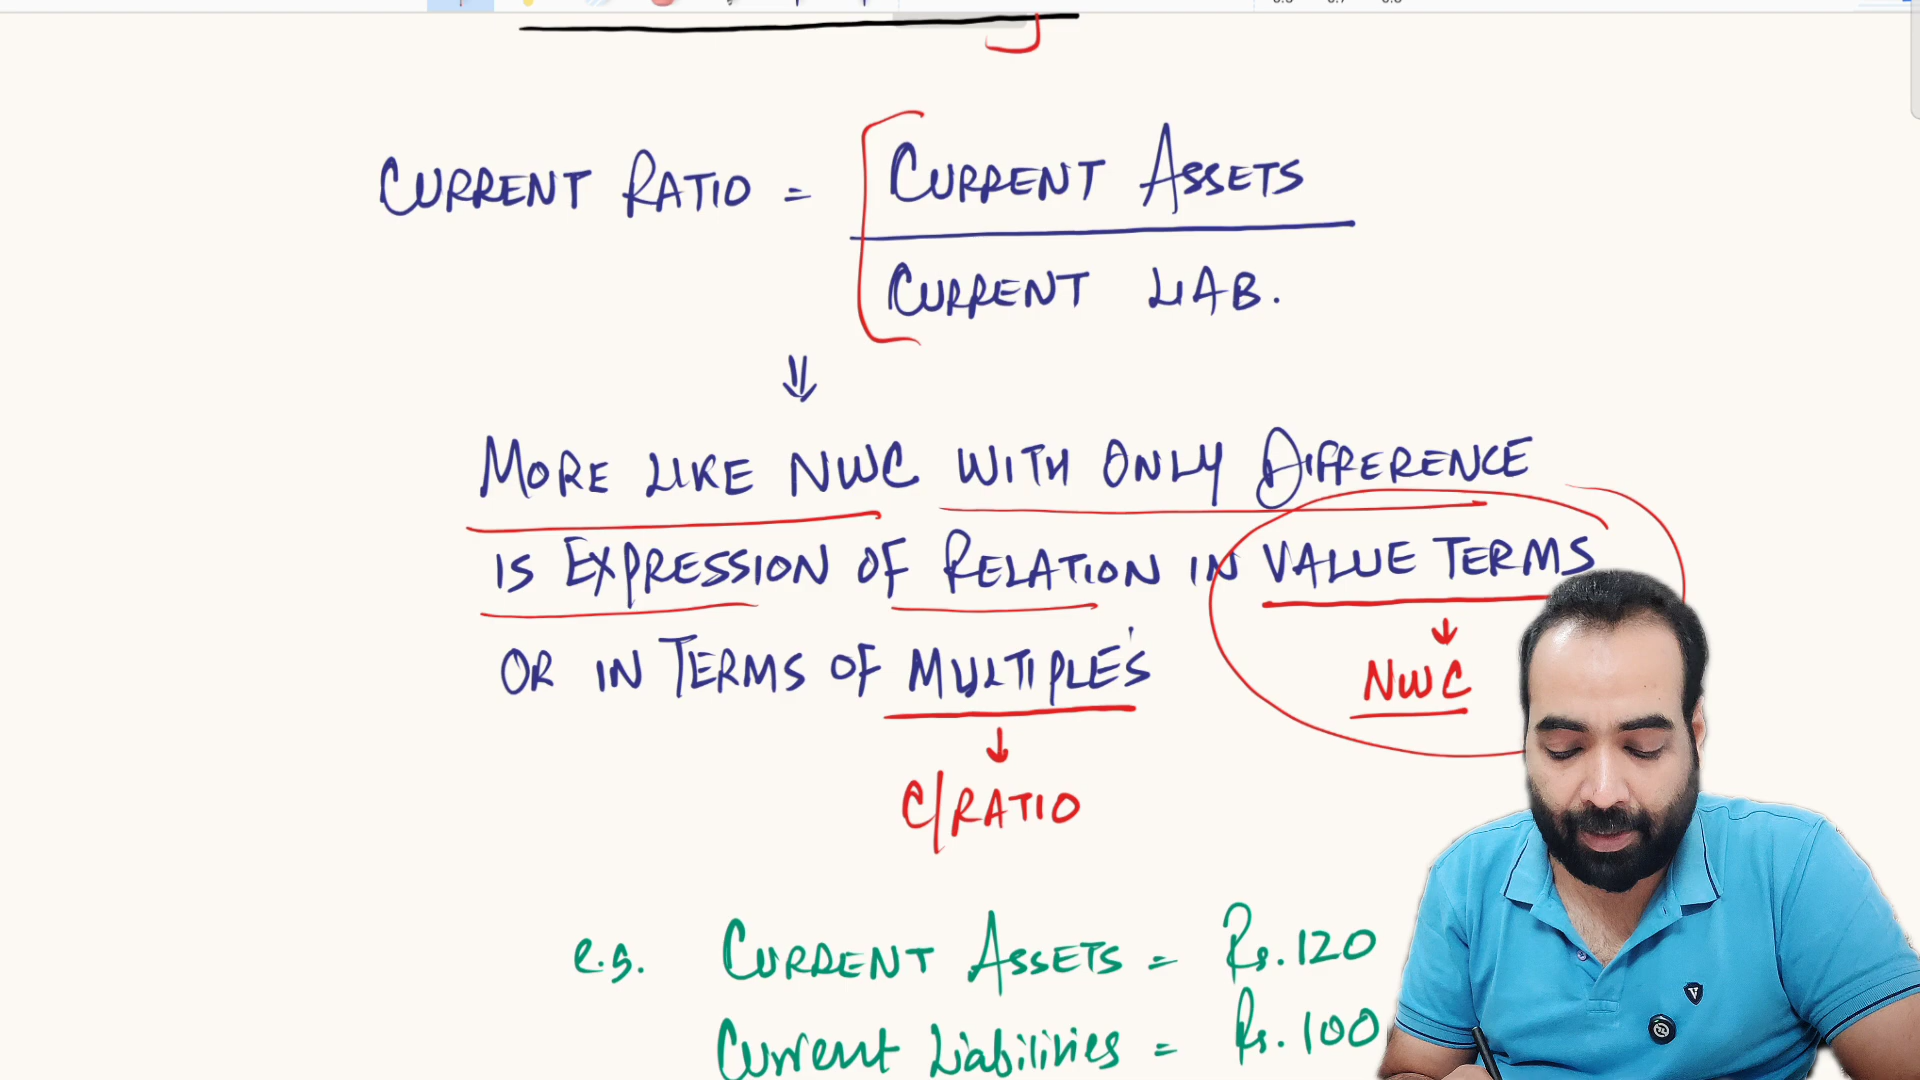 CURRENT RATIO = CURRENT ASSETS
CURRENT LIAB.
MORE LIKE NWC WITH ONLY DIFFERENCE
IS EXPRESSION OF RELATION IN VALUE TERMS
OR IN TERMS OF MULTIPLE'S
NWC
C/RATIO
e.g. CURRENT ASSETS = Rs. 120
Current Liabilities = Rs. 100